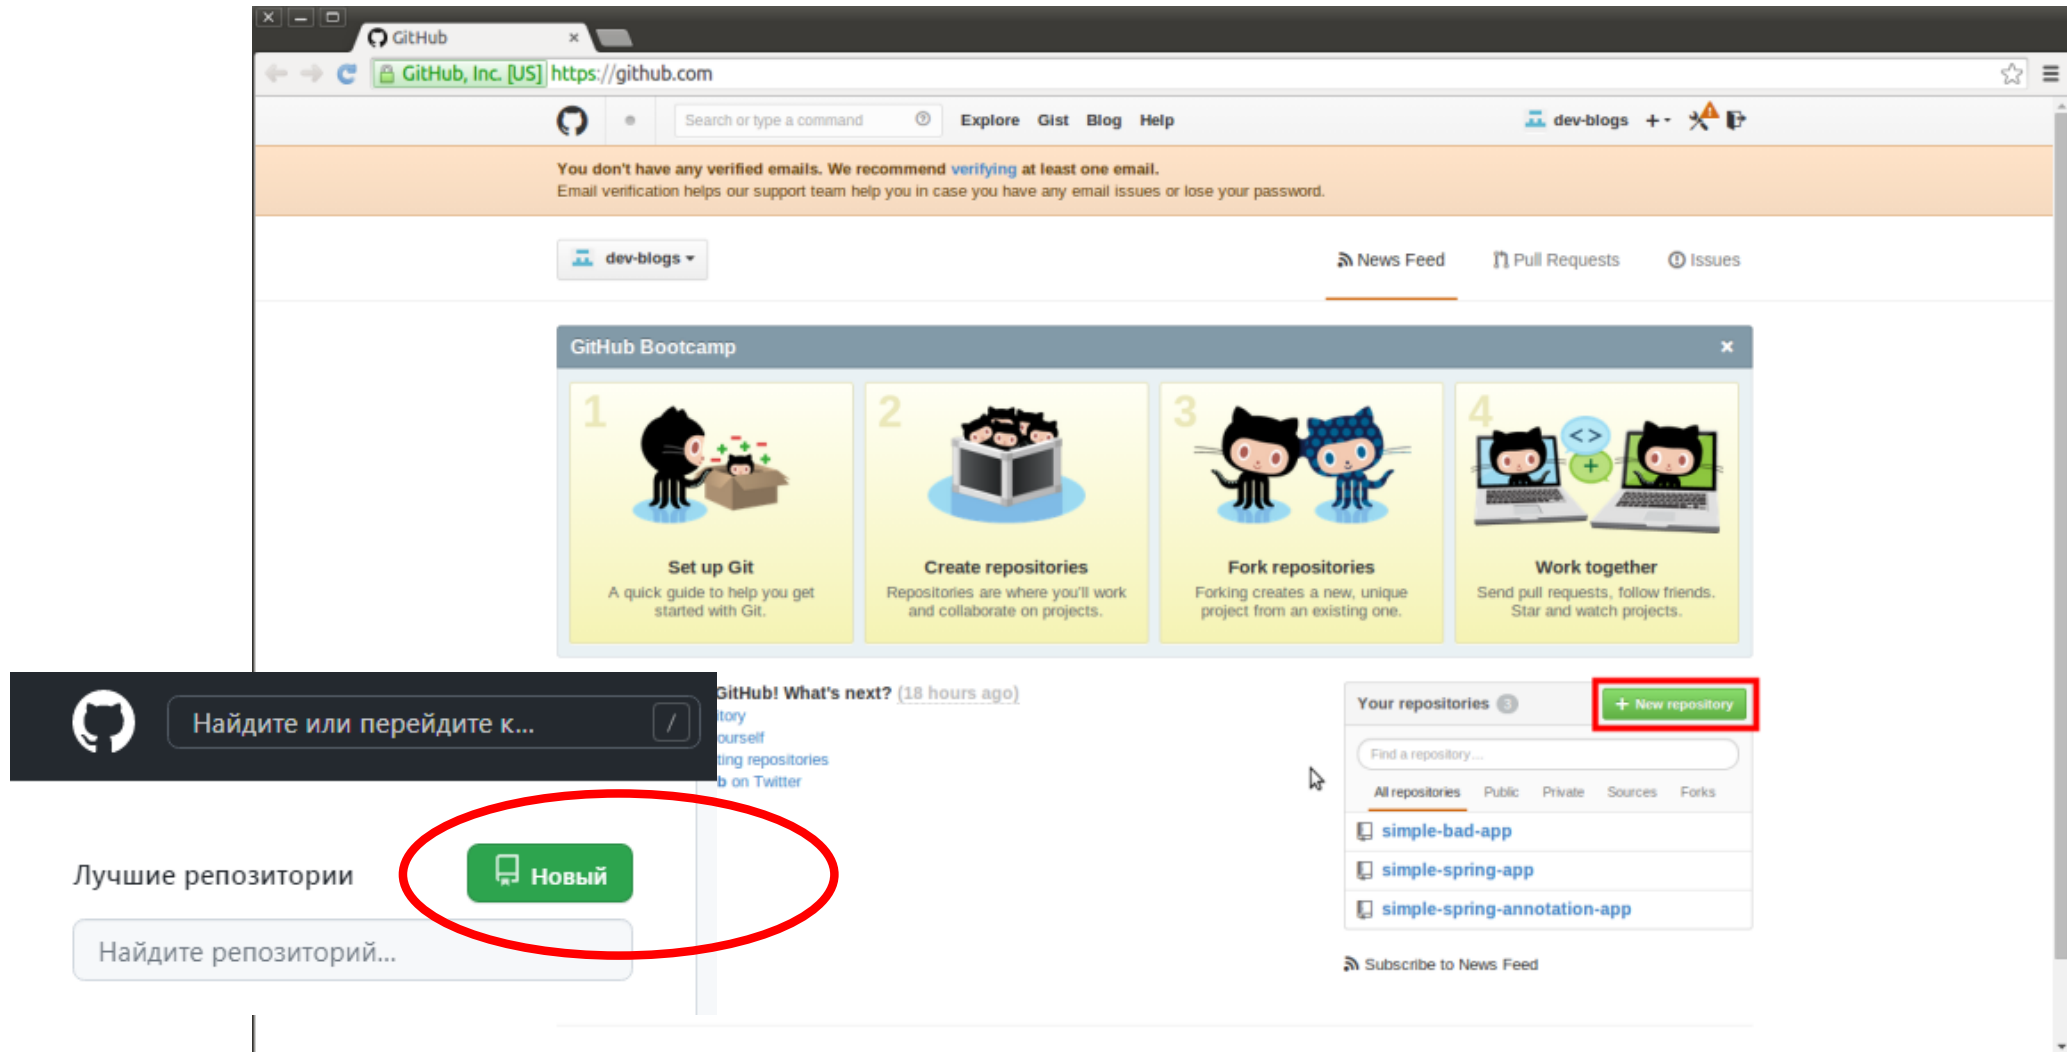 GitHub
GitHub, Inc. [US] https://github.com
Search or type a command
Explore Gist Blog Help
dev-blogs
You don't have any verified emails. We recommend verifying at least one email.
Email verification helps our support team help you in case you have any email issues or lose your password.
dev-blogs
News Feed Pull Requests Issues
GitHub Bootcamp
1
Set up Git
A quick guide to help you get
started with Git.
2
Create repositories
Repositories are where you'll work
and collaborate on projects.
3
Fork repositories
Forking creates a new, unique
project from an existing one.
4
Work together
Send pull requests, follow friends.
Star and watch projects.
GitHub! What's next? (18 hours ago)
itory
ourself
ting repositories
b on Twitter
Your repositories 3
+ New repository
Find a repository...
All repositories Public Private Sources Forks
simple-bad-app
simple-spring-app
simple-spring-annotation-app
Subscribe to News Feed
Найдите или перейдите к... /
Лучшие репозитории
Новый
Найдите репозиторий...